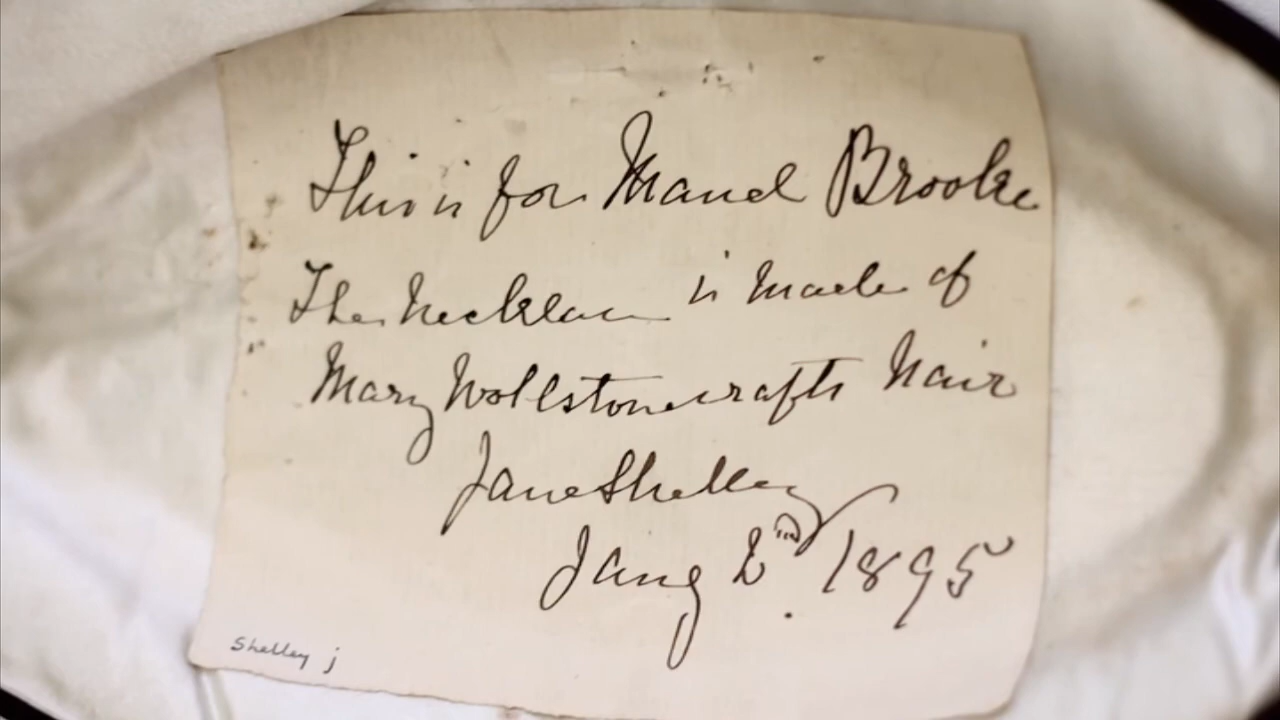 This is for Maud Brooke
The Necklace is made of
Mary Wollstonecrafts hair
Jane Shelley
Jany 2nd 1895
Shelley j